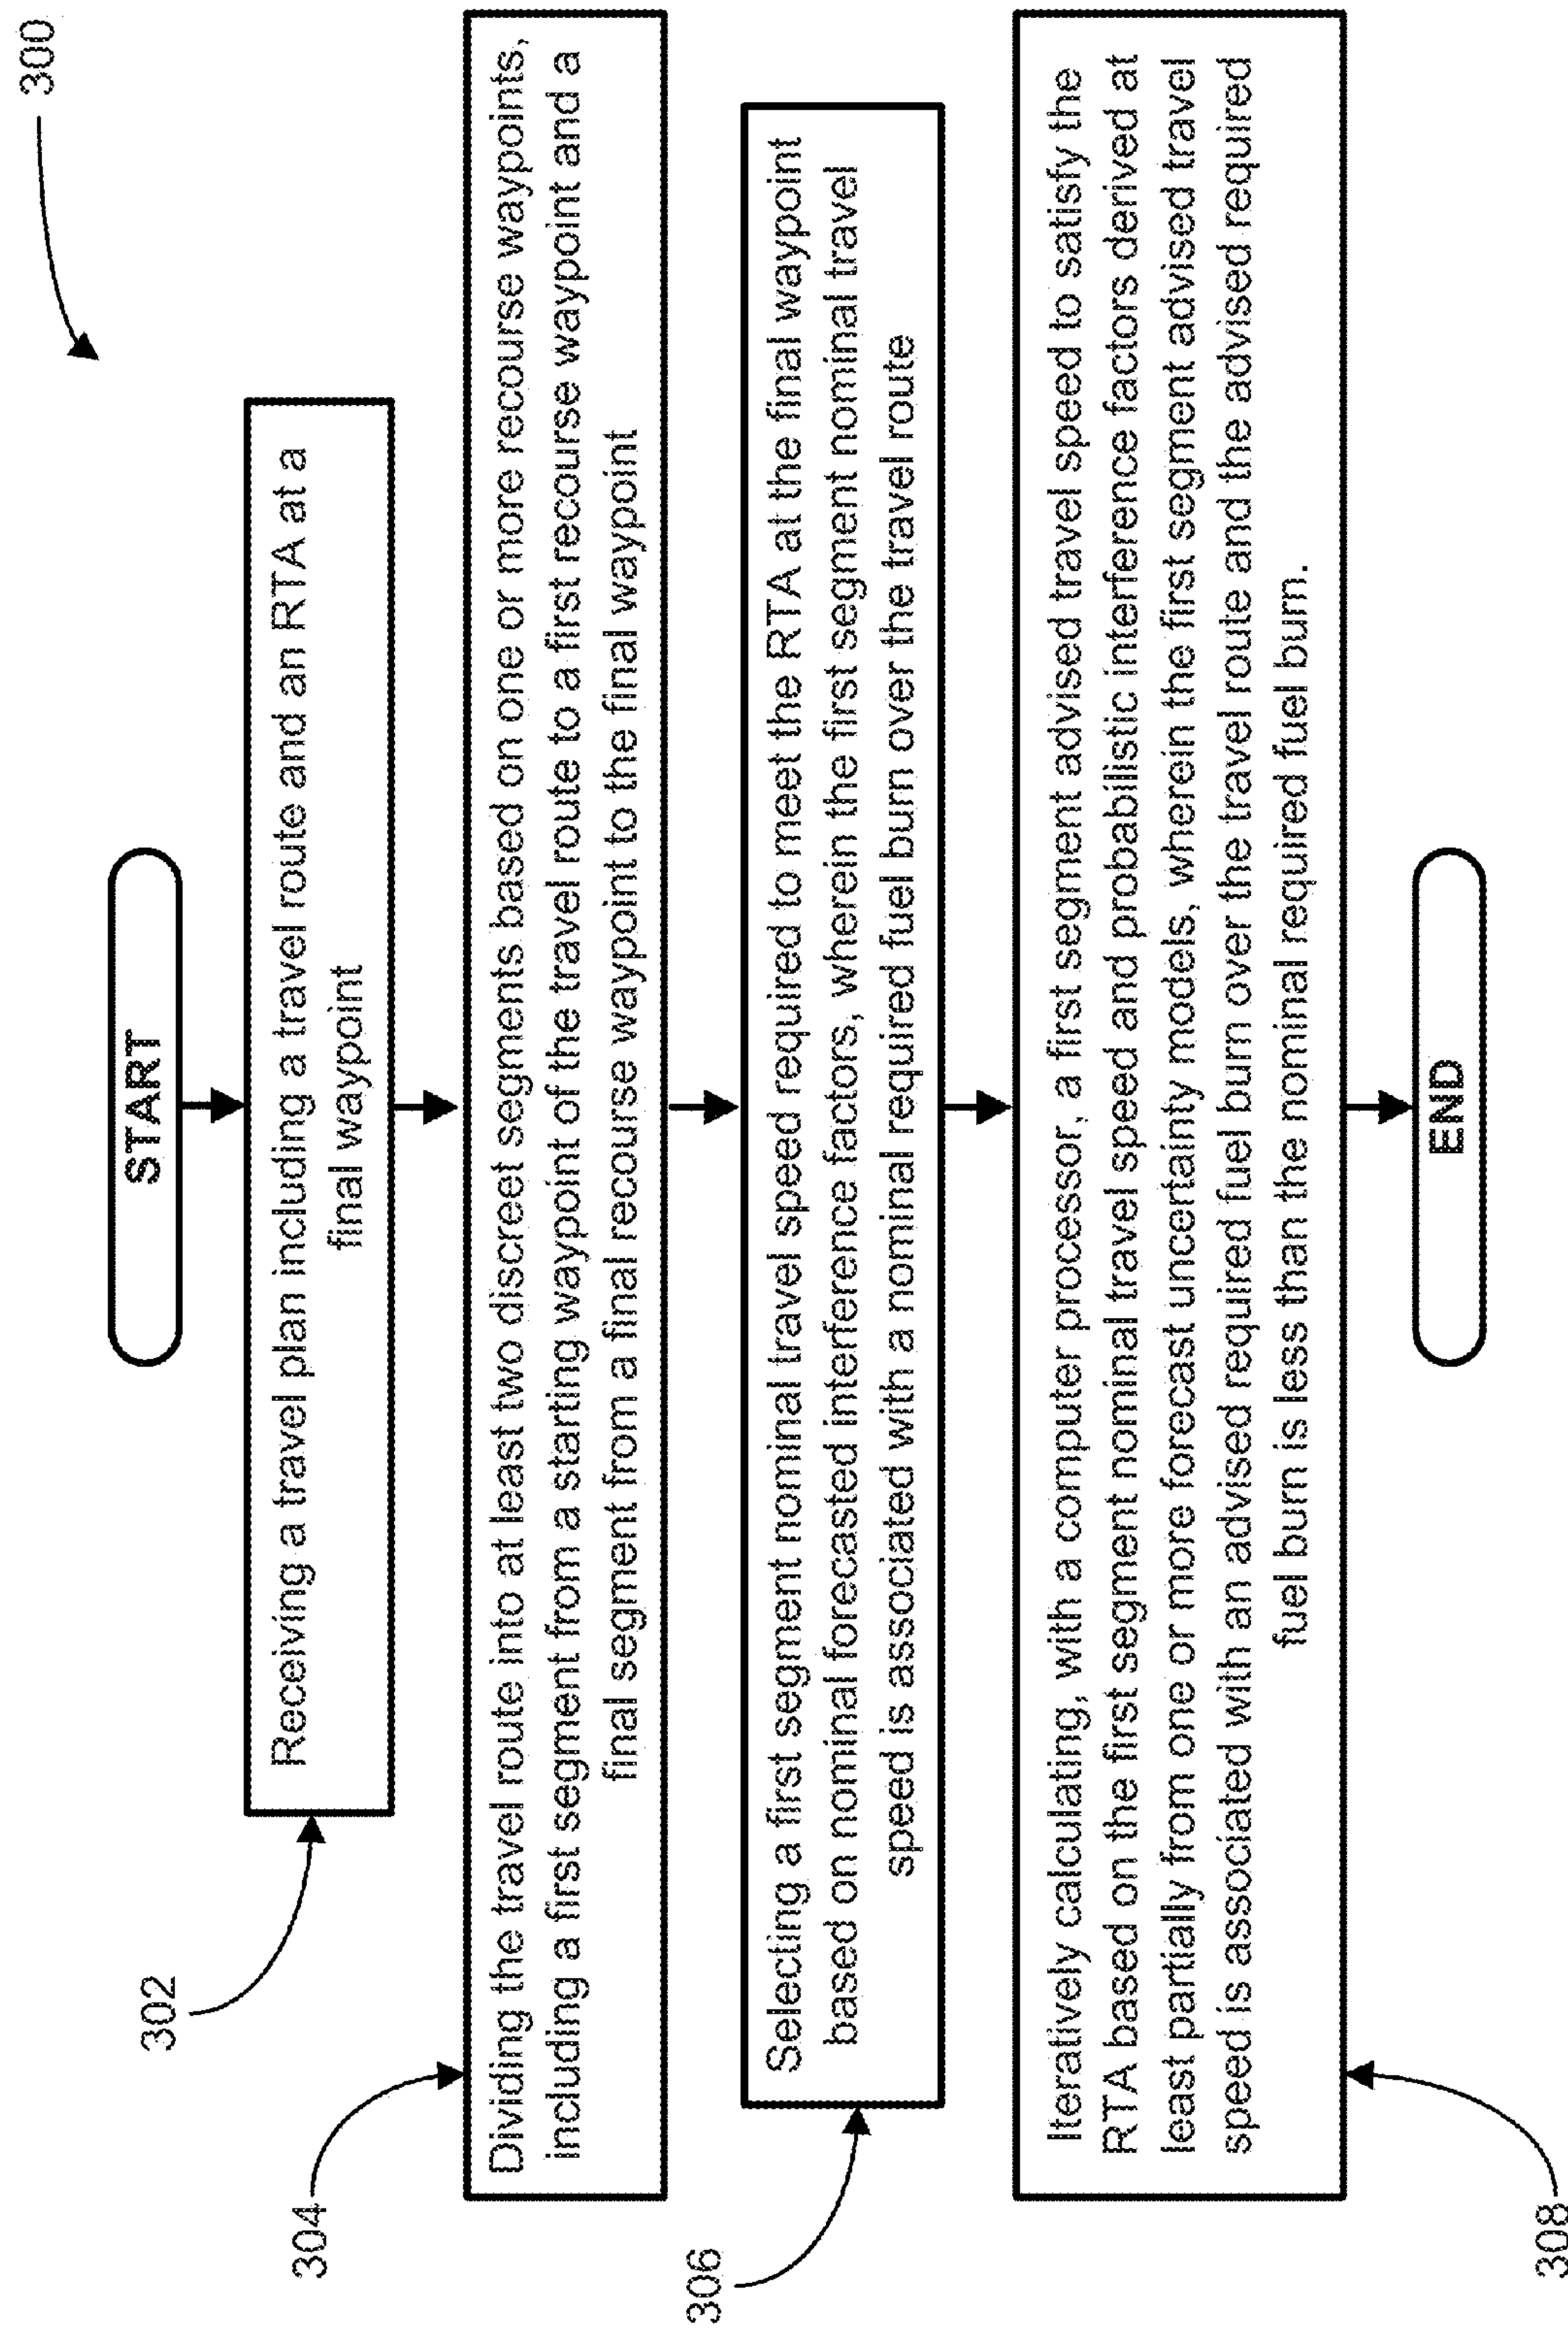 300
START
302
Receiving a travel plan including a travel route and an RTA at a
final waypoint
304
Dividing the travel route into at least two discreet segments based on one or more recourse waypoints,
including a first segment from a starting waypoint of the travel route to a first recourse waypoint and a
final segment from a final recourse waypoint to the final waypoint
306
Selecting a first segment nominal travel speed required to meet the RTA at the final waypoint
based on nominal forecasted interference factors, wherein the first segment nominal travel
speed is associated with a nominal required fuel burn over the travel route
308
Iteratively calculating, with a computer processor, a first segment advised travel speed to satisfy the
RTA based on the first segment nominal travel speed and probabilistic interference factors derived at
least partially from one or more forecast uncertainty models, wherein the first segment advised travel
speed is associated with an advised required fuel burn over the travel route and the advised required
fuel burn is less than the nominal required fuel burn.
END